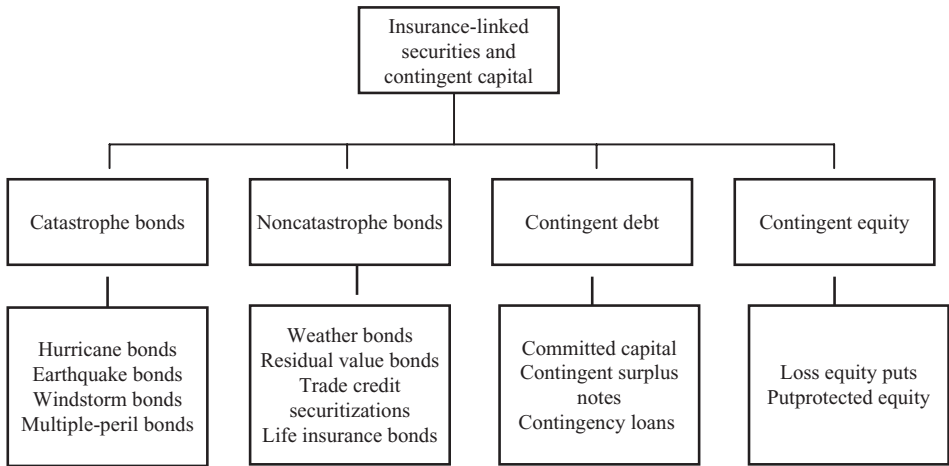 Insurance-linked
securities and
contingent capital
Catastrophe bonds
Noncatastrophe bonds
Contingent debt
Contingent equity
Hurricane bonds
Earthquake bonds
Windstorm bonds
Multiple-peril bonds
Weather bonds
Residual value bonds
Trade credit
securitizations
Life insurance bonds
Committed capital
Contingent surplus
notes
Contingency loans
Loss equity puts
Putprotected equity